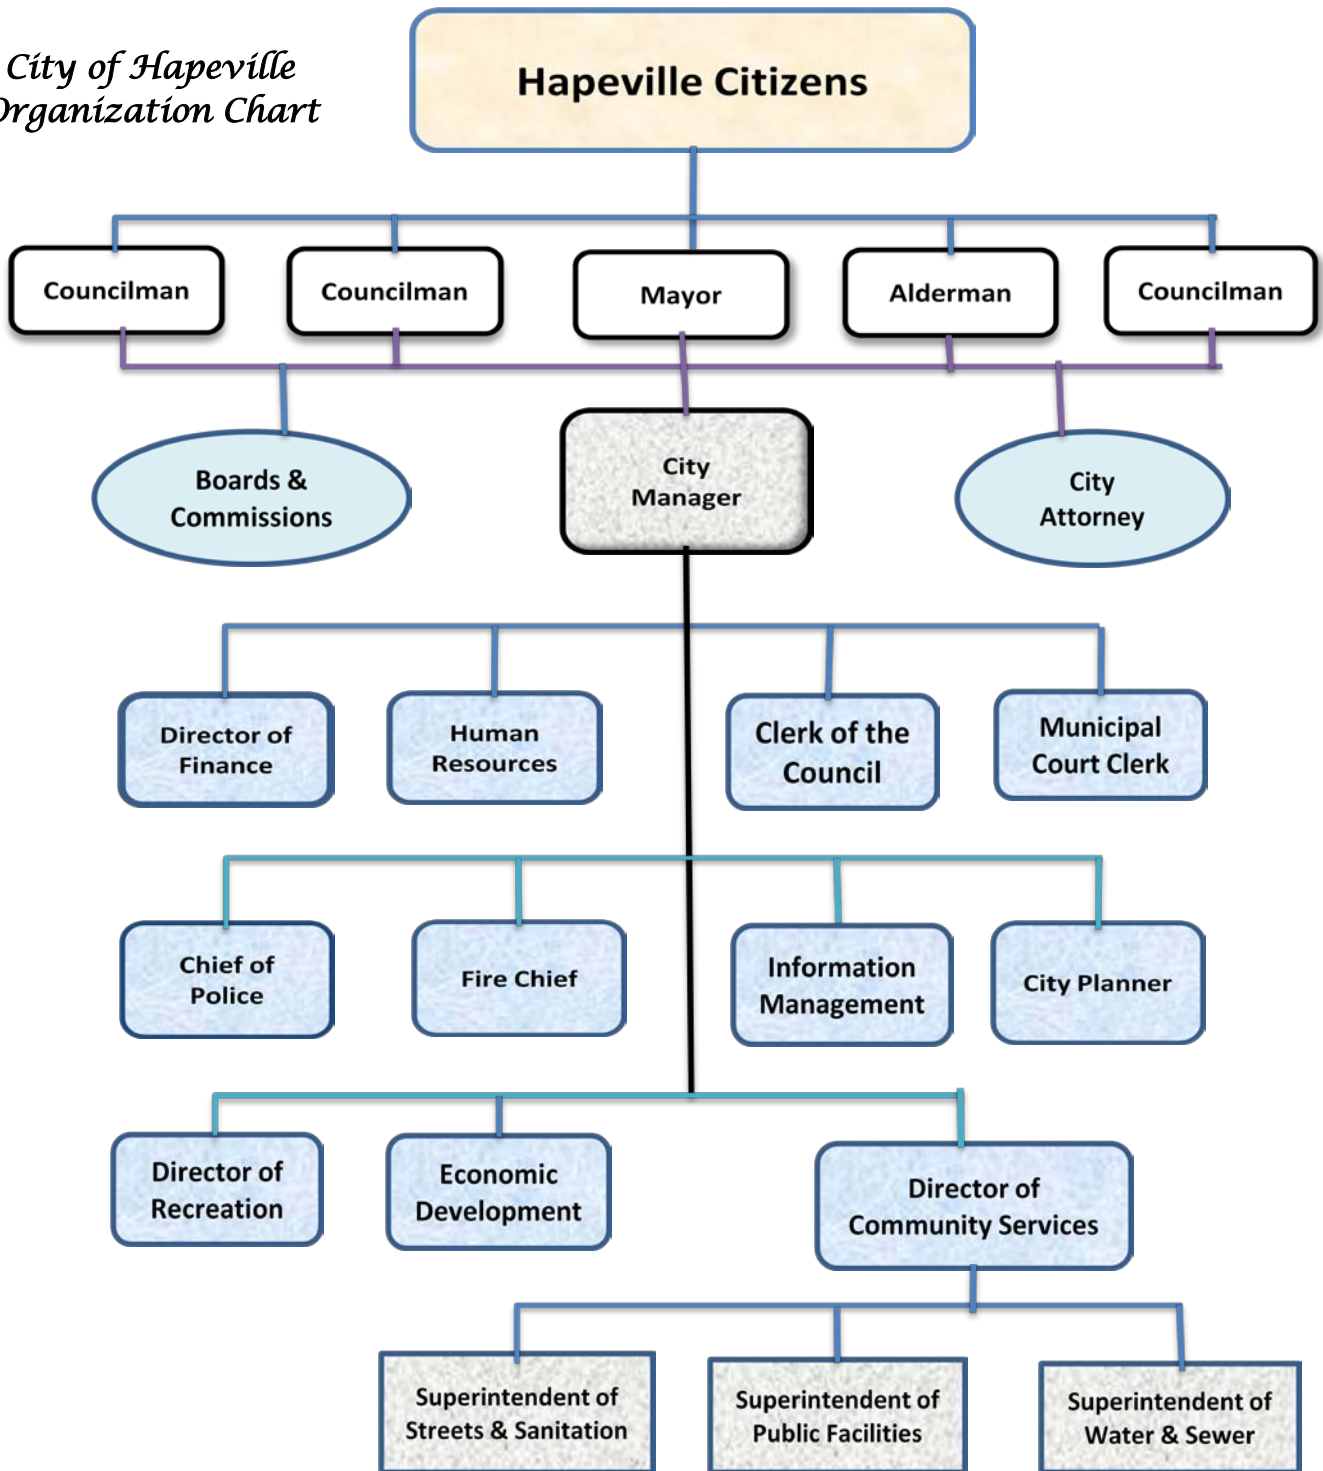 City of Hapeville
Organization Chart
Hapeville Citizens
Councilman
Councilman
Mayor
Alderman
Councilman
Boards &
Commissions
City
Manager
City
Attorney
Director of
Finance
Human
Resources
Clerk of the
Council
Municipal
Court Clerk
Chief of
Police
Fire Chief
Information
Management
City Planner
Director of
Recreation
Economic
Development
Director of
Community Services
Superintendent of
Streets & Sanitation
Superintendent of
Public Facilities
Superintendent of
Water & Sewer